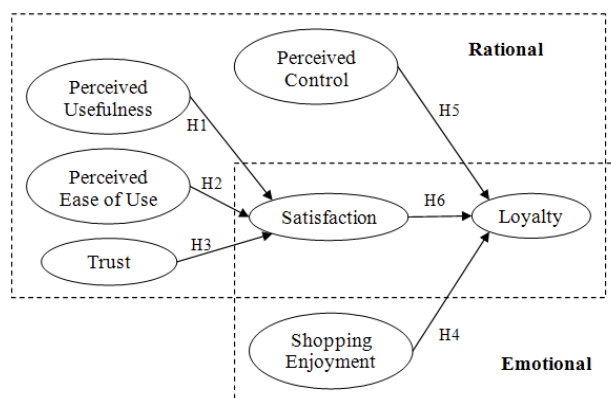 Perceived
Control
Rational
Perceived
Usefulness
H1
H5
Perceived
Ease of Use
H2
Satisfaction
H6
Loyalty
Trust
H3
Shopping
Enjoyment
H4
Emotional